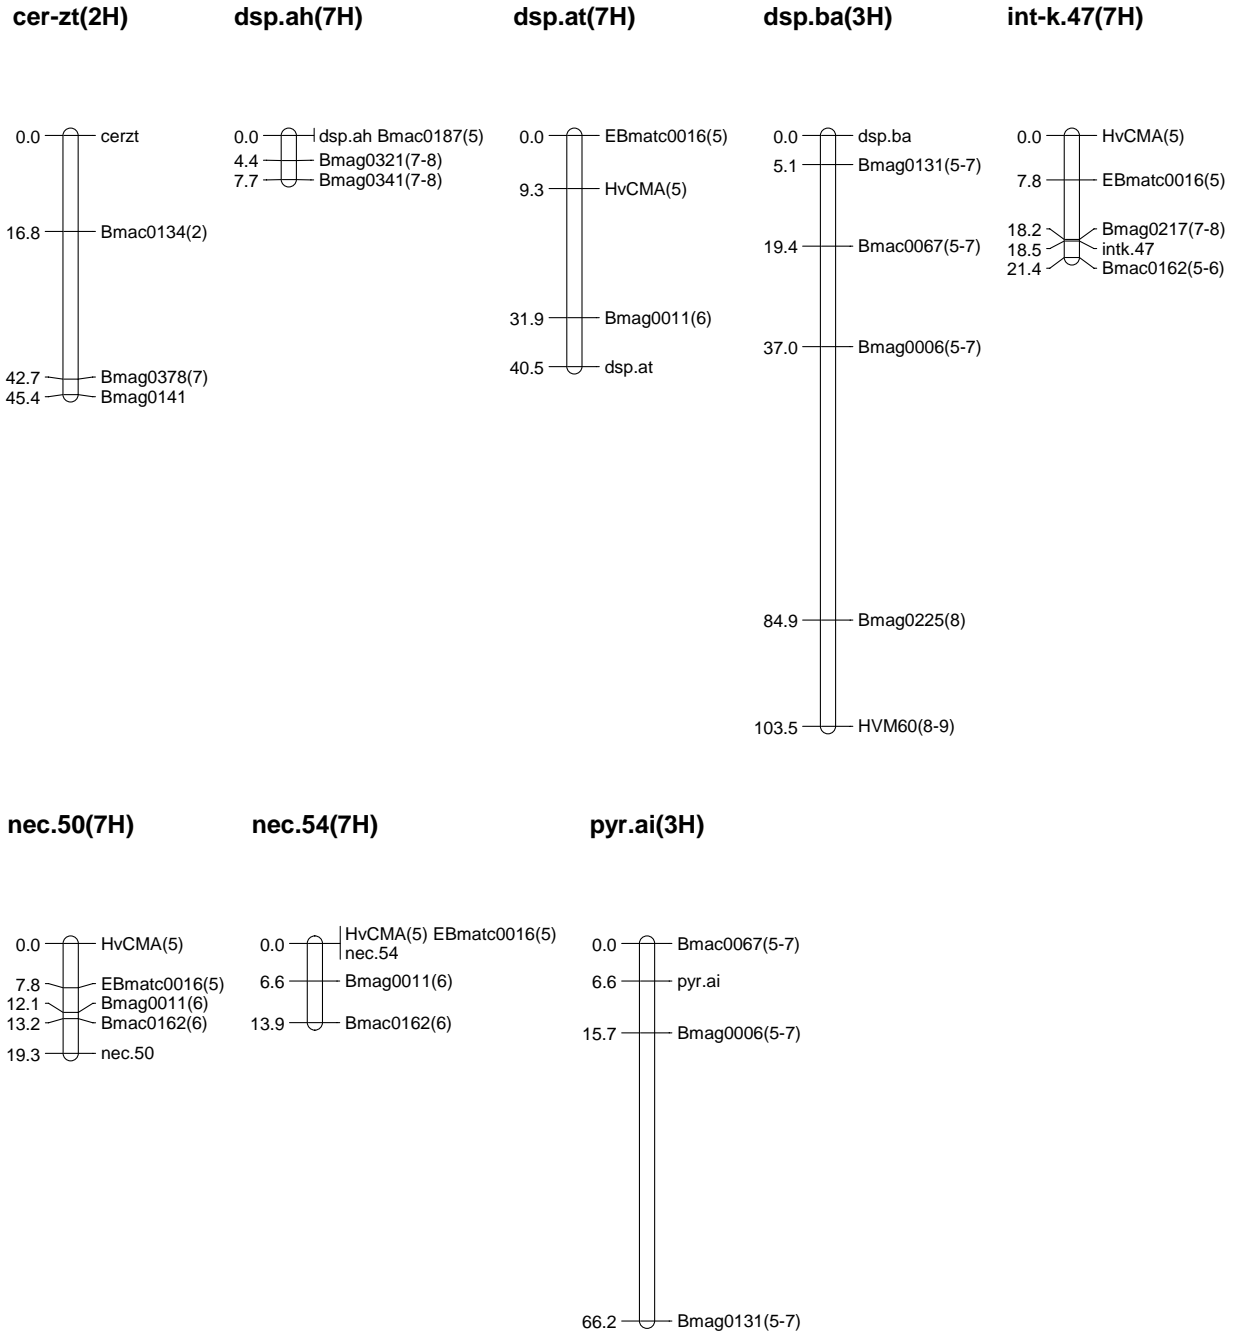 cer-zt(2H) dsp.ah(7H) dsp.at(7H) dsp.ba(3H) int-k.47(7H)
0.0 cerzt
16.8 Bmac0134(2)
42.7 Bmag0378(7)
45.4 Bmag0141
0.0 dsp.ah Bmac0187(5)
4.4 Bmag0321(7-8)
7.7 Bmag0341(7-8)
0.0 EBmatc0016(5)
9.3 HvCMA(5)
31.9 Bmag0011(6)
40.5 dsp.at
0.0 dsp.ba
5.1 Bmag0131(5-7)
19.4 Bmac0067(5-7)
37.0 Bmag0006(5-7)
84.9 Bmag0225(8)
103.5 HVM60(8-9)
0.0 HvCMA(5)
7.8 EBmatc0016(5)
18.2 Bmag0217(7-8)
18.5 intk.47
21.4 Bmac0162(5-6)
nec.50(7H) nec.54(7H) pyr.ai(3H)
0.0 HvCMA(5)
7.8 EBmatc0016(5)
12.1 Bmag0011(6)
13.2 Bmac0162(6)
19.3 nec.50
0.0 HvCMA(5) EBmatc0016(5)
nec.54
6.6 Bmag0011(6)
13.9 Bmac0162(6)
0.0 Bmac0067(5-7)
6.6 pyr.ai
15.7 Bmag0006(5-7)
66.2 Bmag0131(5-7)